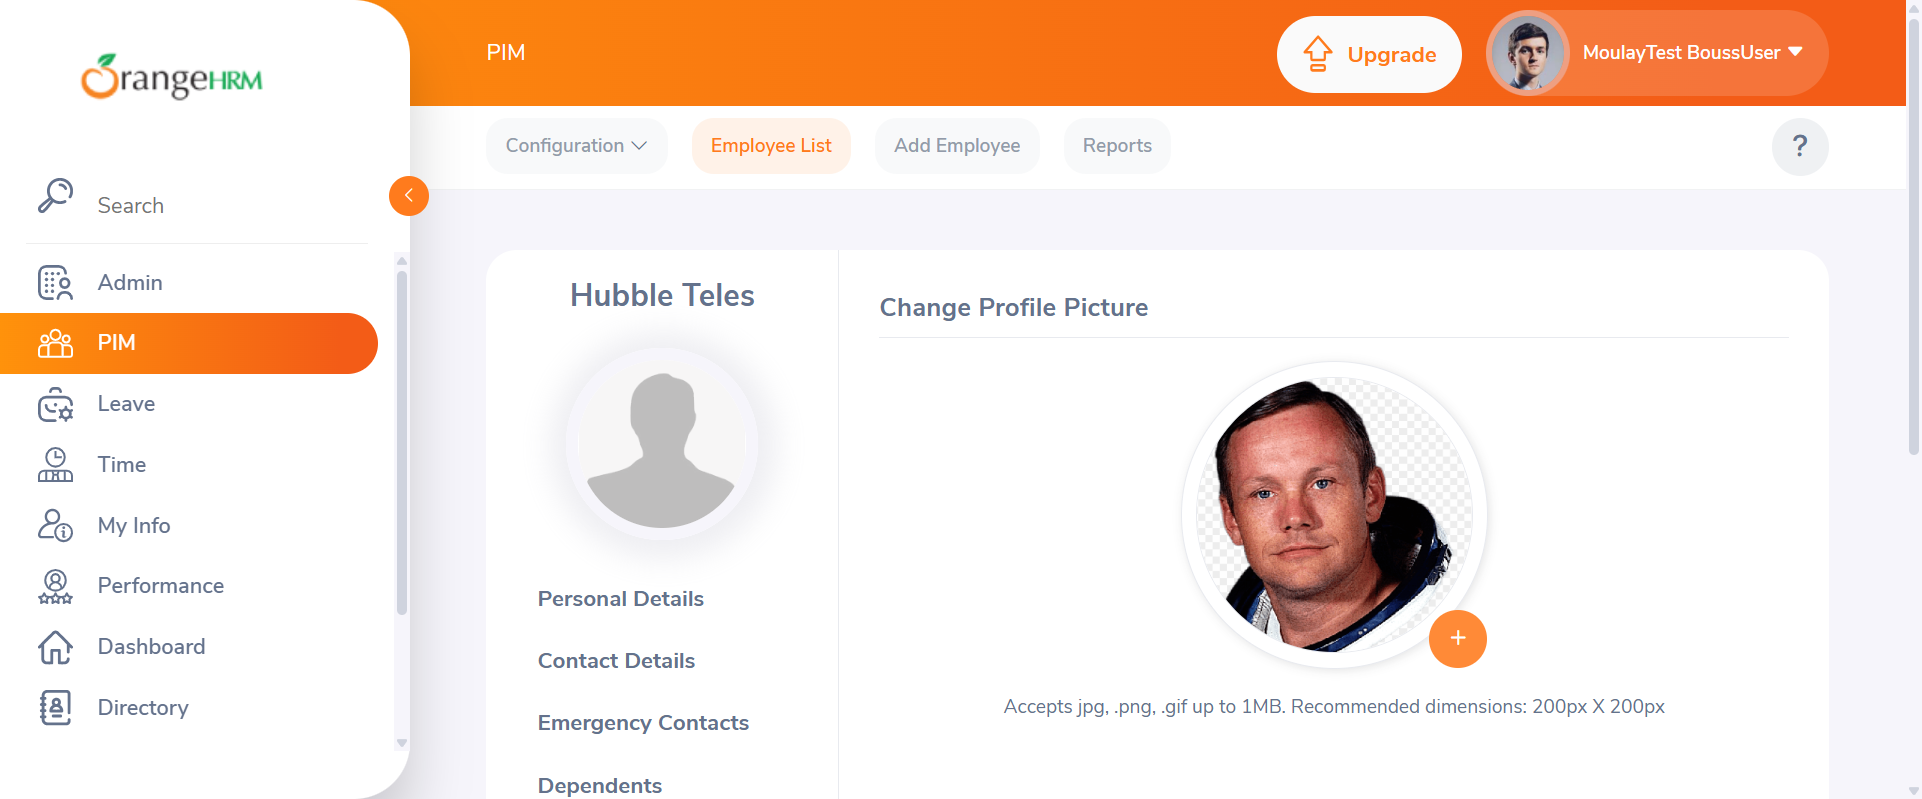 OrangeHRM
PIM
Upgrade
MoulayTest BoussUser
Configuration
Employee List
Add Employee
Reports
?
Search
Admin
PIM
Leave
Time
My Info
Performance
Dashboard
Directory
Hubble Teles
Personal Details
Contact Details
Emergency Contacts
Dependents
Change Profile Picture
+
Accepts jpg, .png, .gif up to 1MB. Recommended dimensions: 200px X 200px